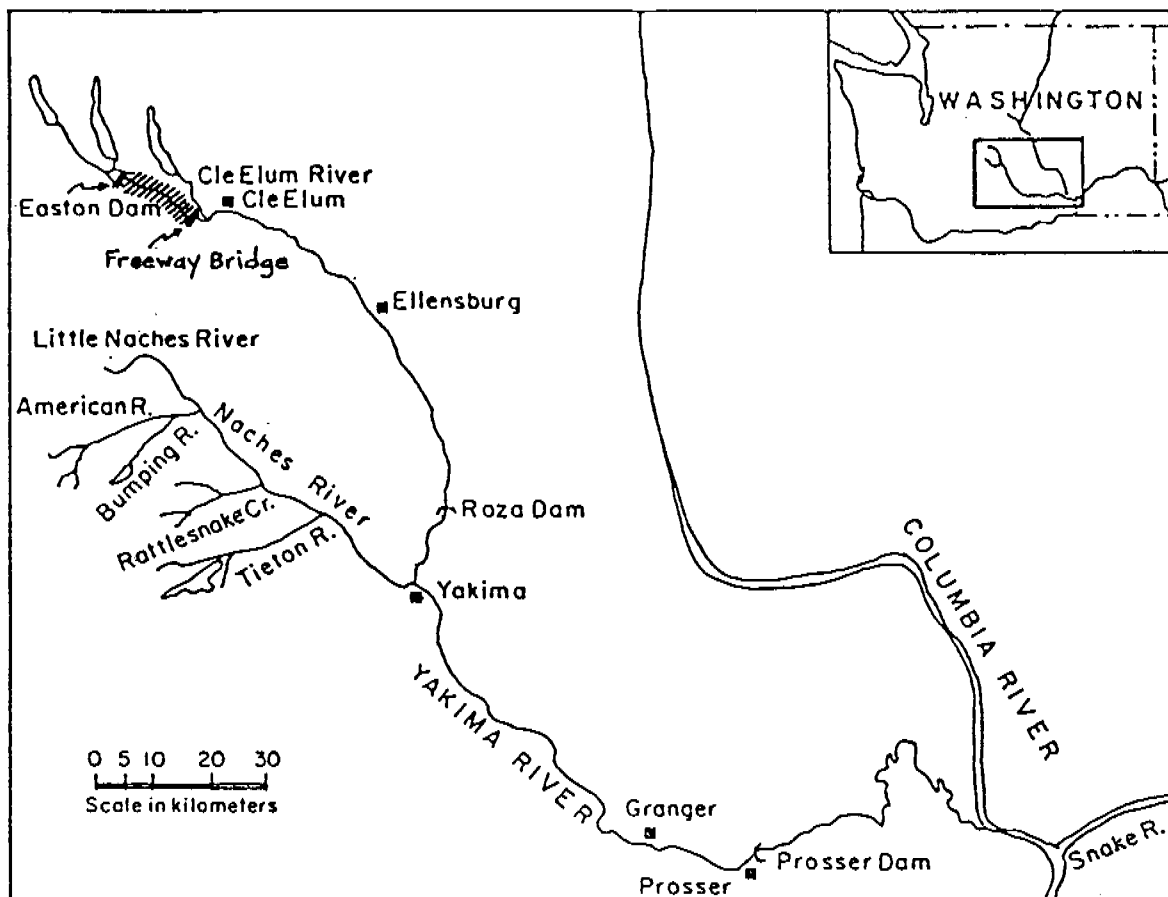 WASHINGTON
Cle Elum River
Cle Elum
Easton Dam
Freeway Bridge
Ellensburg
Little Naches River
American R.
Naches River
Bumping R.
Rattlesnake Cr.
Roza Dam
Tieton R.
Yakima
COLUMBIA RIVER
YAKIMA RIVER
0 5 10 20 30
Scale in kilometers
Granger
Prosser Dam
Prosser
Snake R.